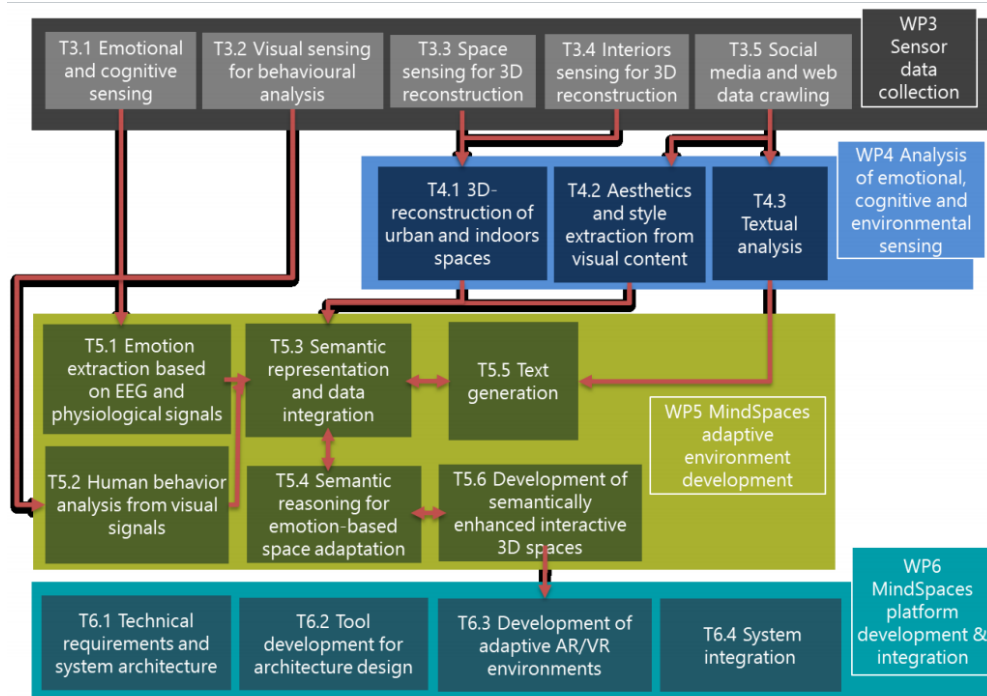 T3.1 Emotional
and cognitive
sensing
T3.2 Visual sensing
for behavioural
analysis
T3.3 Space
sensing for 3D
reconstruction
T3.4 Interiors
sensing for 3D
reconstruction
T3.5 Social
media and web
data crawling
WP3
Sensor
data
collection
T4.1 3D-
reconstruction of
urban and indoors
spaces
T4.2 Aesthetics
and style
extraction from
visual content
T4.3
Textual
analysis
WP4 Analysis
of emotional,
cognitive and
environmental
sensing
T5.1 Emotion
extraction based
on EEG and
physiological signals
T5.3 Semantic
representation
and data
integration
T5.5 Text
generation
WP5 MindSpaces
adaptive
environment
development
T5.2 Human behavior
analysis from visual
signals
T5.4 Semantic
reasoning for
emotion-based
space adaptation
T5.6 Development of
semantically
enhanced interactive
3D spaces
T6.1 Technical
requirements and
system architecture
T6.2 Tool
development for
architecture design
T6.3 Development of
adaptive AR/VR
environments
T6.4 System
integration
WP6
MindSpaces
platform
development &
integration